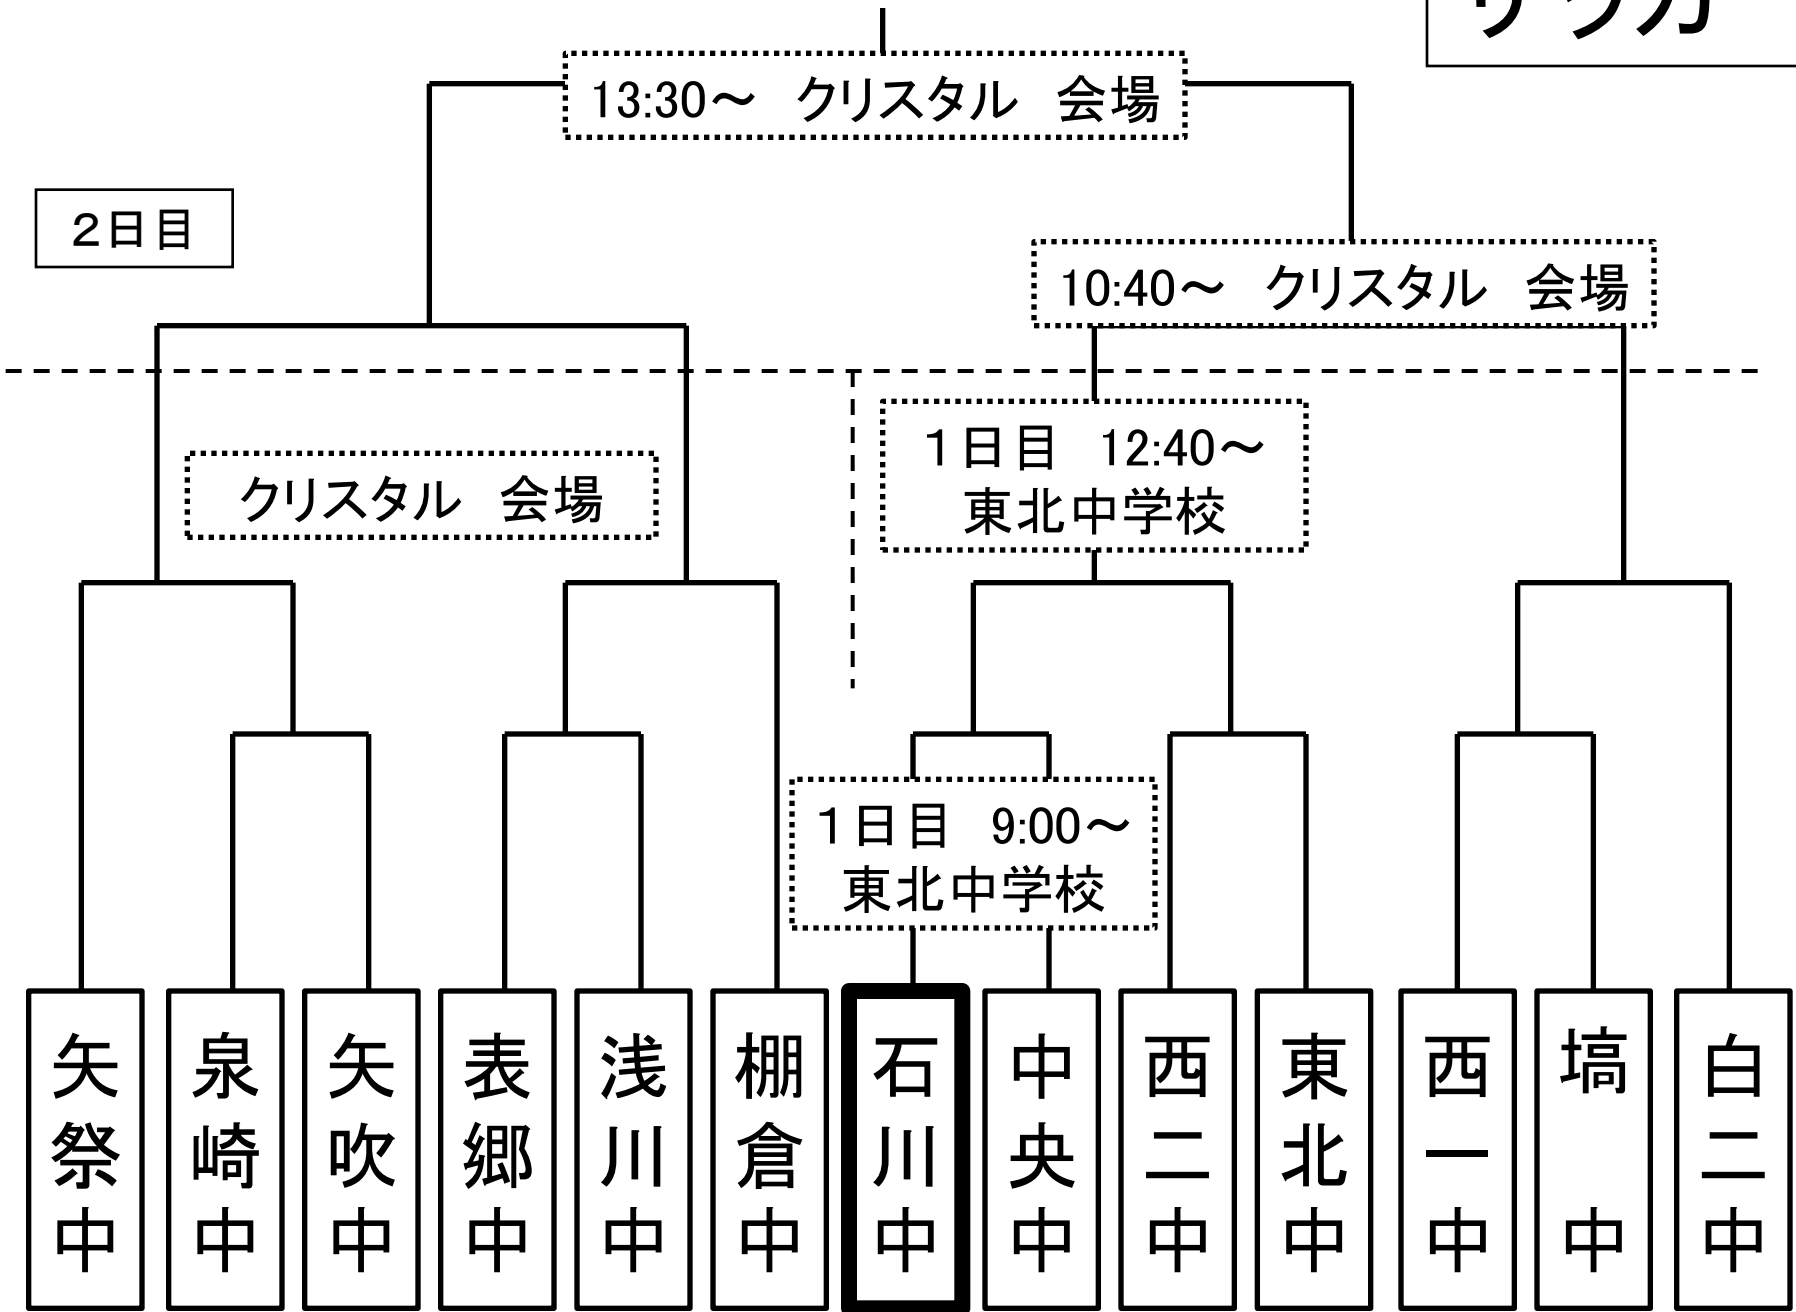 13:30～　クリスタル　会場
２日目
10:40～　クリスタル　会場
１日目　12:40～
東北中学校
クリスタル　会場
１日目　9:00～
東北中学校
矢祭中
泉崎中
矢吹中
表郷中
浅川中
棚倉中
石川中
中央中
西二中
東北中
西一中
塙　中
白二中